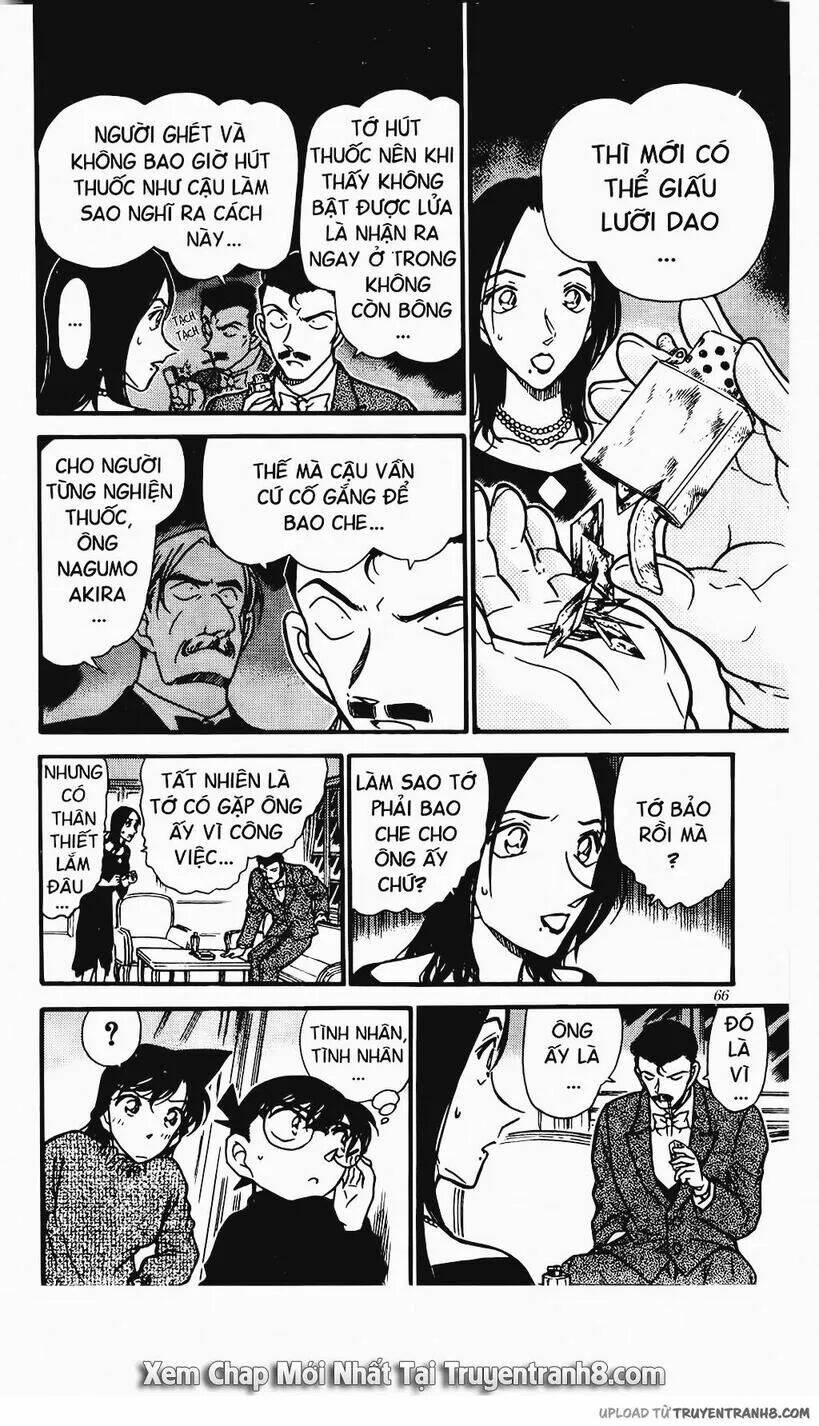 THÌ MỚI CÓ
THỂ GIẤU
LƯỠI DAO
...
TỚ HÚT
THUỐC NÊN KHI
THẤY KHÔNG
BẬT ĐƯỢC LỬA
LÀ NHẬN RA
NGAY Ở TRONG
KHÔNG
CÒN BÔNG
...
NGƯỜI GHÉT VÀ
KHÔNG BAO GIỜ HÚT
THUỐC NHƯ CẬU LÀM
SAO NGHĨ RA CÁCH
NÀY...
TÁCH
TÁCH
...
THẾ MÀ CẬU VẪN
CỨ CỐ GẮNG ĐỂ
BAO CHE...
CHO NGƯỜI
TỪNG NGHIỆN
THUỐC,
ÔNG
NAGUMO
AKIRA
...
TỚ BẢO
RỒI MÀ
?
LÀM SAO TỚ
PHẢI BAO
CHE CHO
ÔNG ẤY
CHỨ?
TẤT NHIÊN LÀ
TỚ CÓ GẶP ÔNG
ẤY VÌ CÔNG
VIỆC...
NHƯNG
CÓ
THÂN
THIẾT
LẮM
ĐÂU
...
66
ĐÓ
LÀ
VÌ
...
ÔNG
ẤY LÀ
...
TÌNH NHÂN,
TÌNH NHÂN
?
Xem Chap Mới Nhất Tại Truyentranh8.com
UPLOAD TỪ TRUYENTRANH8.COM